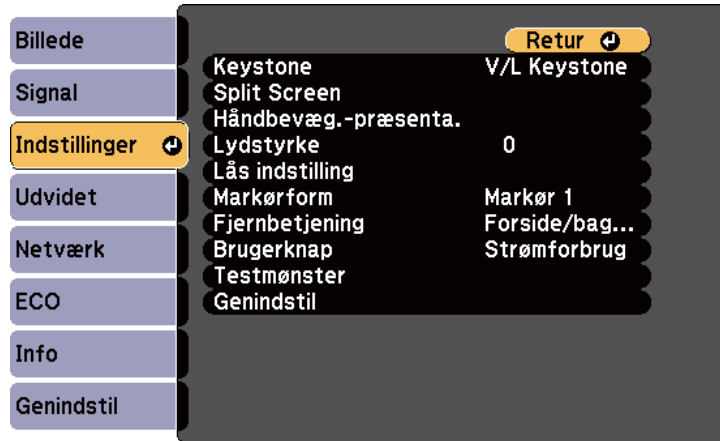 Billede
Signal
Indstillinger
Udvidet
Netværk
ECO
Info
Genindstil
Retur
Keystone V/L Keystone
Split Screen
Håndbevæg.-præsenta.
Lydstyrke 0
Lås indstilling
Markørform Markør 1
Fjernbetjening Forside/bag...
Brugerknap Strømforbrug
Testmønster
Genindstil